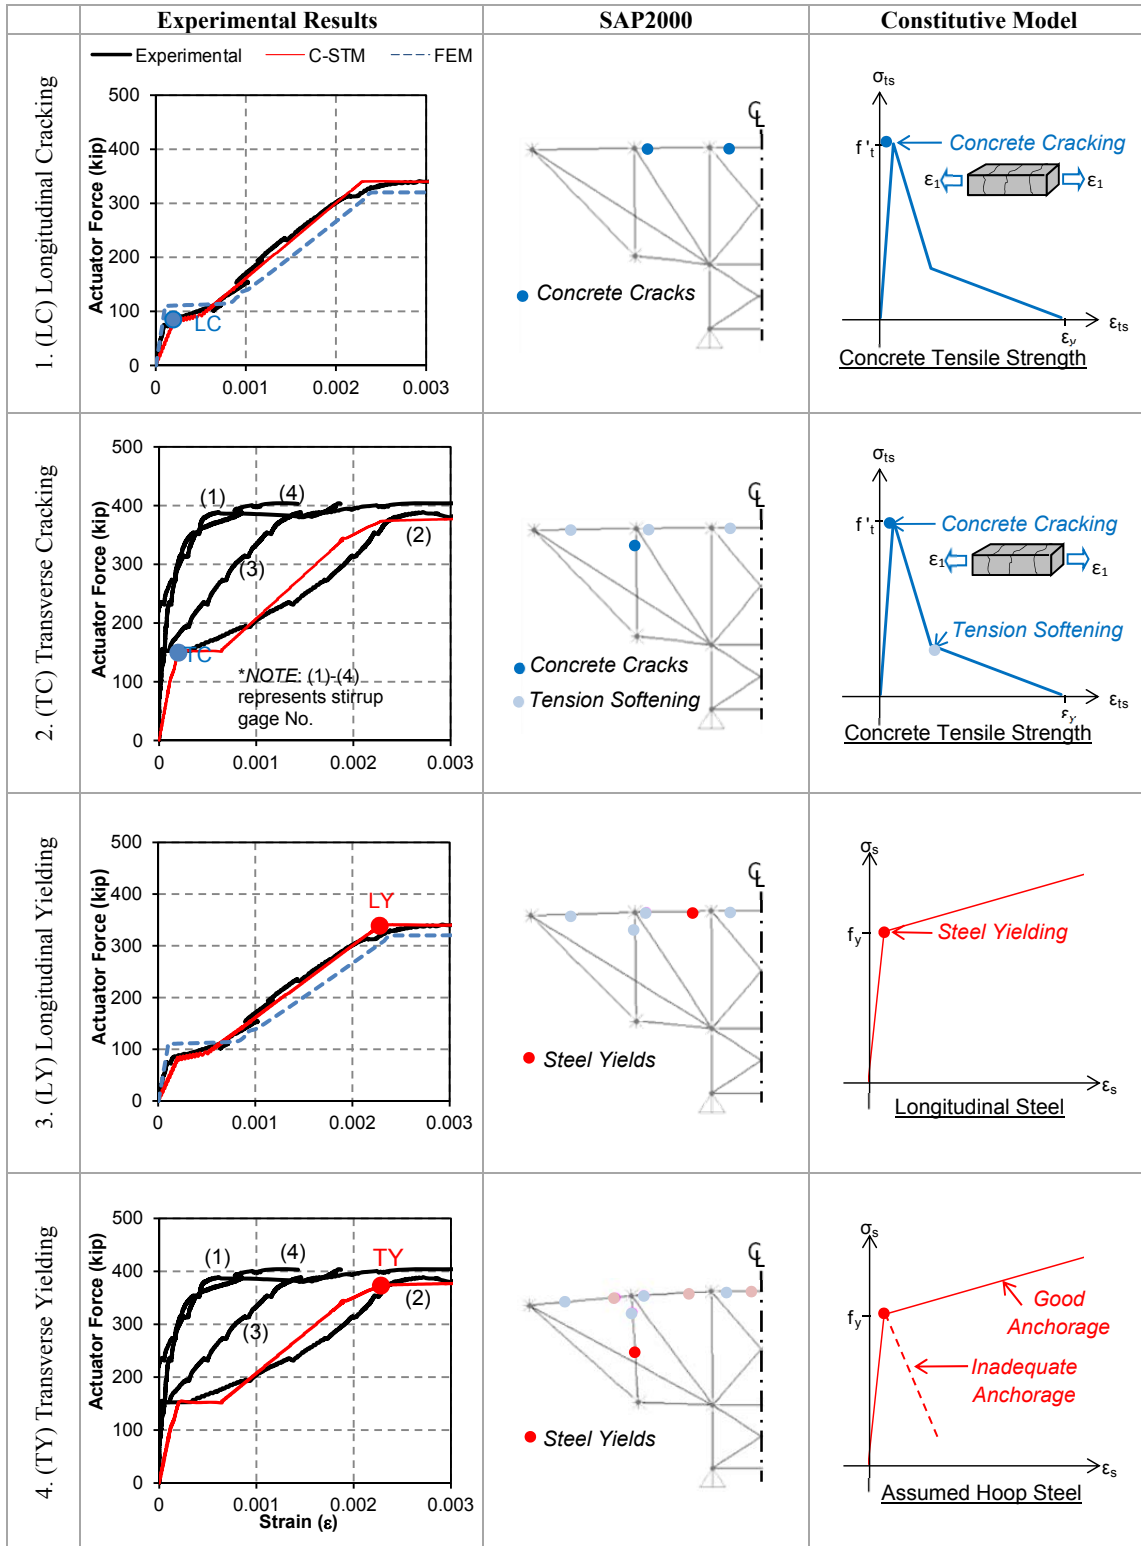 Experimental Results
SAP2000
Constitutive Model
1. (LC) Longitudinal Cracking
Experimental
C-STM
FEM
500
400
300
200
100
0
Actuator Force (kip)
LC
0
0.001
0.002
0.003
C̲L
Concrete Cracks
σts
f't
Concrete Cracking
ε1
ε1
εy
εts
Concrete Tensile Strength
2. (TC) Transverse Cracking
500
400
300
200
100
0
Actuator Force (kip)
(1)
(4)
(3)
(2)
TC
*NOTE: (1)-(4)
represents stirrup
gage No.
0
0.001
0.002
0.003
CL
Concrete Cracks
Tension Softening
σts
f't
Concrete Cracking
ε1
ε1
Tension Softening
εy
εts
Concrete Tensile Strength
3. (LY) Longitudinal Yielding
500
400
300
200
100
0
Actuator Force (kip)
LY
0
0.001
0.002
0.003
CL
Steel Yields
σs
fy
Steel Yielding
εs
Longitudinal Steel
4. (TY) Transverse Yielding
500
400
300
200
100
0
Actuator Force (kip)
(1)
(4)
TY
(3)
(2)
0
0.001
0.002
0.003
Strain (ε)
CL
Steel Yields
σs
fy
Good
Anchorage
Inadequate
Anchorage
εs
Assumed Hoop Steel